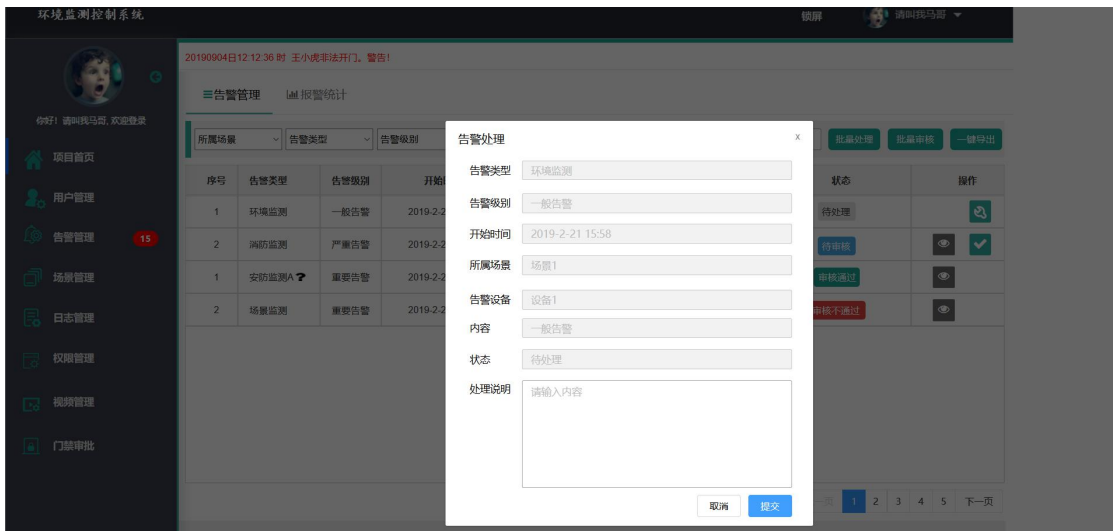 环境监测控制系统
锁屏 请叫我马哥
20190904日12:12:36 时 王小虎非法开门。警告!
你好! 请叫我马哥, 欢迎登录
告警管理 报警统计
所属场景 告警类型 告警级别 批量处理 批量审核 一键导出
序号 告警类型 告警级别 状态 操作
1 环境监测 一般告警 2019-2-2 待处理
2 消防监测 严重告警 2019-2-2 待审核
1 安防监测A? 重要告警 2019-2-2 审核通过
2 场景监测 重要告警 2019-2-2 审核不通过
项目首页
用户管理
告警管理 15
场景管理
日志管理
权限管理
视频管理
门禁审批
告警处理 x
告警类型 环境监测
告警级别 一般告警
开始时间 2019-2-21 15:58
所属场景 场景1
告警设备 设备1
内容 一般告警
状态 待处理
处理说明 请输入内容
取消 提交
1 2 3 4 5 下一页